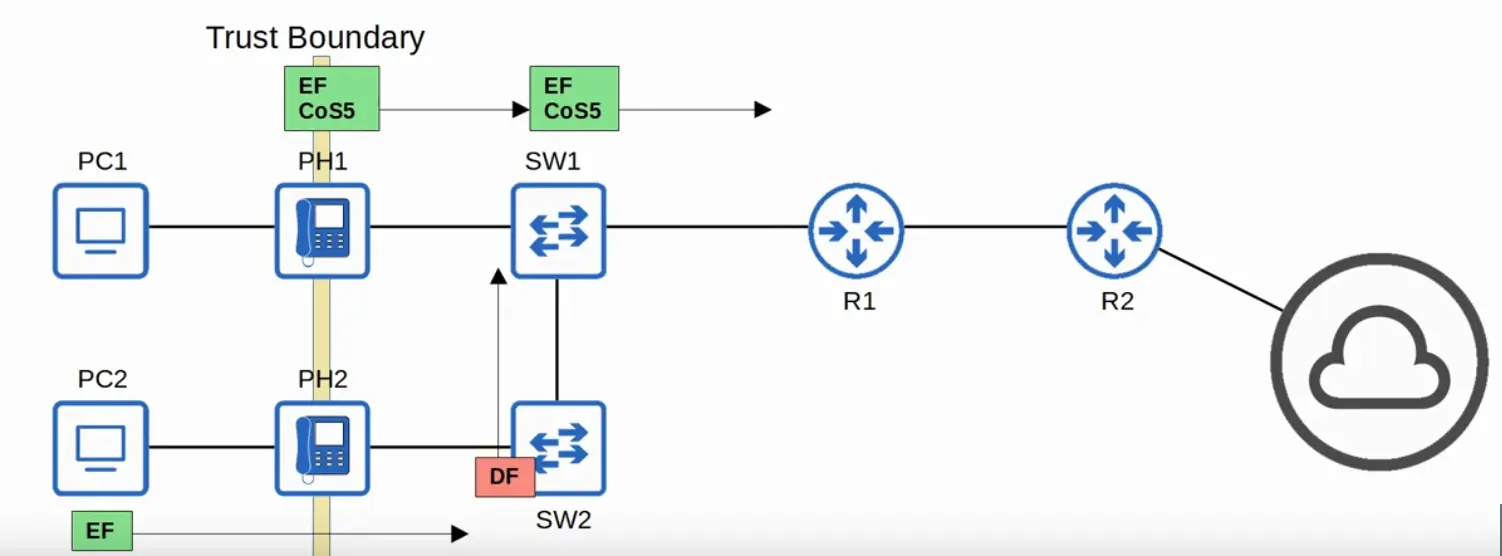 Trust Boundary
EF
CoS5
EF
CoS5
PC1
PH1
SW1
R1
R2
PC2
PH2
DF
SW2
EF